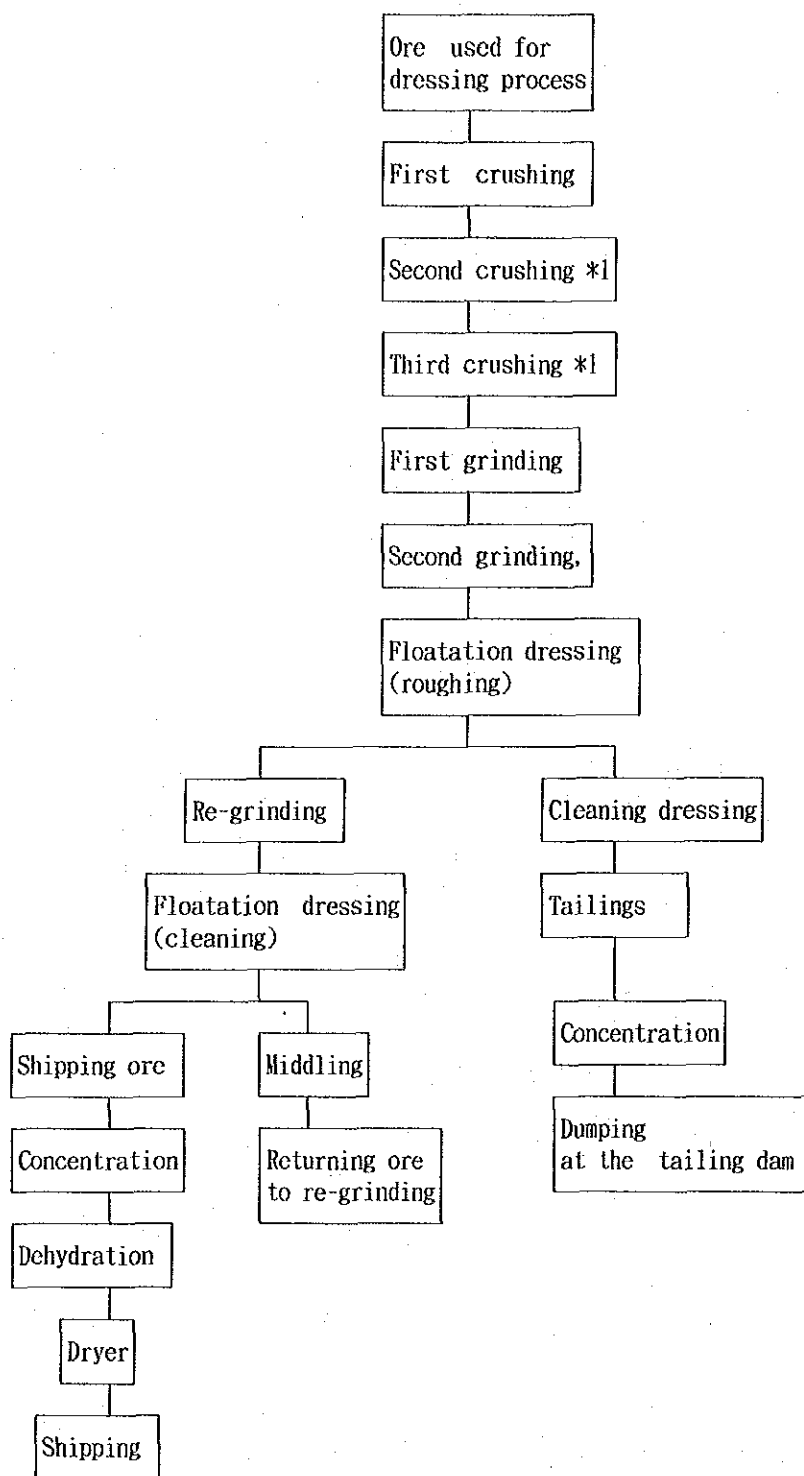 Ore used for
dressing process
First crushing
Second crushing *1
Third crushing *1
First grinding
Second grinding,
Floatation dressing
(roughing)
Re-grinding
Cleaning dressing
Floatation dressing
(cleaning)
Tailings
Shipping ore
Middling
Concentration
Concentration
Returning ore
to re-grinding
Dumping
at the tailing dam
Dehydration
Dryer
Shipping